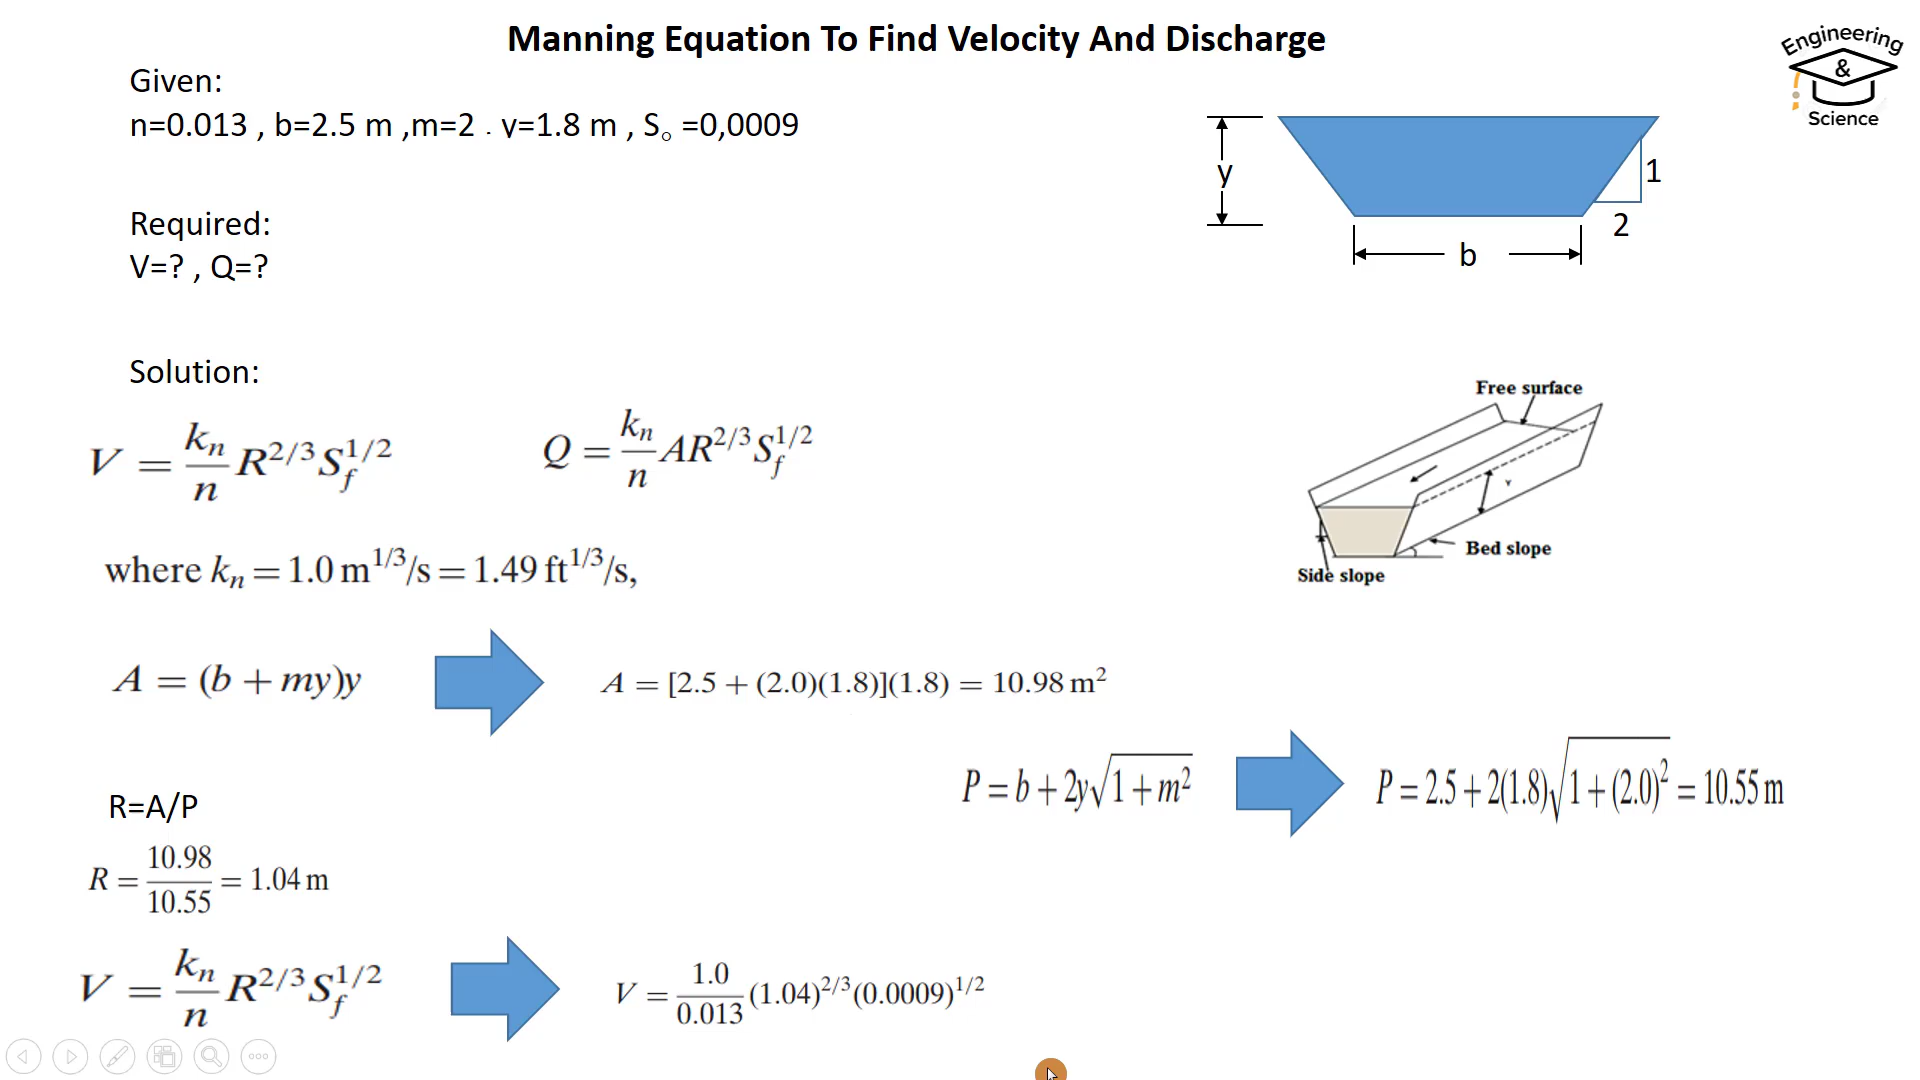 Manning Equation To Find Velocity And Discharge
Engineering
&
Science
Given:
n=0.013 , b=2.5 m ,m=2 . y=1.8 m , S₀ =0,0009
y
1
2
b
Required:
V=? , Q=?
Solution:
V = kₙ/n R^2/3 S_f^1/2
Q = kₙ/n AR^2/3 S_f^1/2
Free surface
Y
Bed slope
Side slope
where kₙ = 1.0 m^1/3/s = 1.49 ft^1/3/s,
A = (b + my)y
A = [2.5 + (2.0)(1.8)](1.8) = 10.98 m²
P = b + 2y√1 + m²
P = 2.5 + 2(1.8)√1 + (2.0)² = 10.55 m
R=A/P
R = 10.98/10.55 = 1.04 m
V = kₙ/n R^2/3 S_f^1/2
V = 1.0/0.013 (1.04)^2/3 (0.0009)^1/2